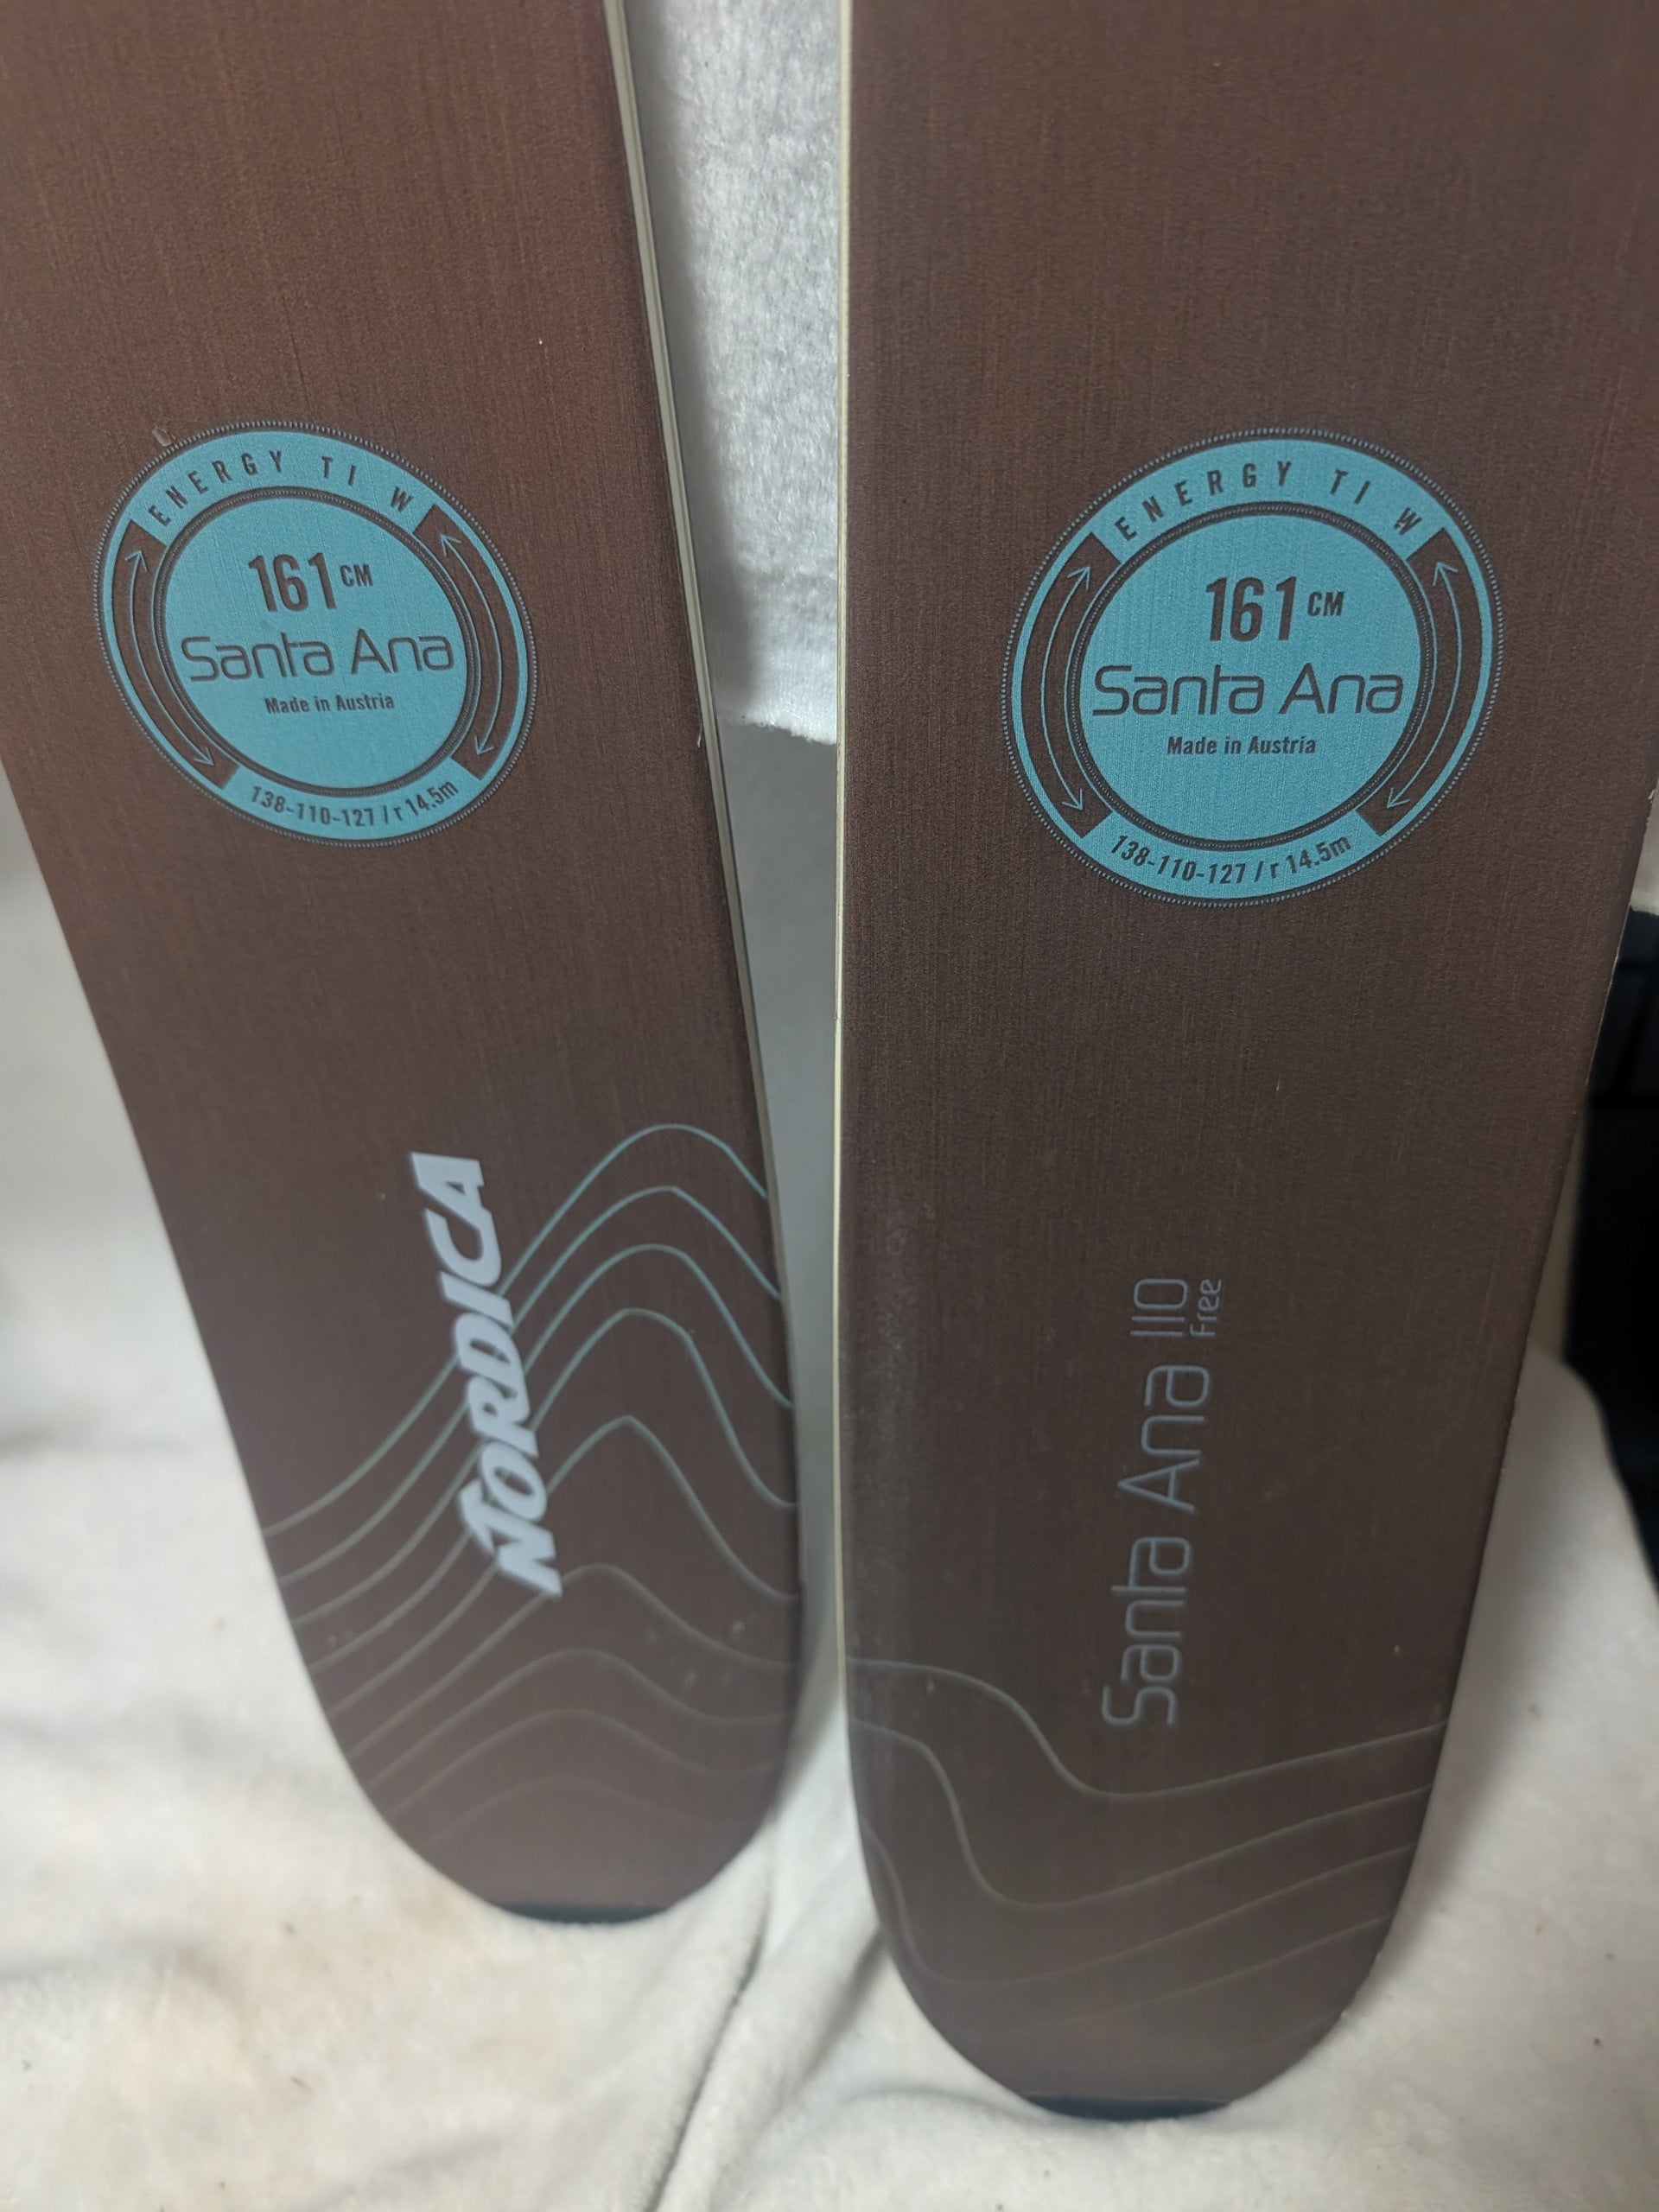 ENERGY TI W
161 CM
Santa Ana
Made in Austria
138-110-127 / r 14.5m
NORDICA
ENERGY TI W
161 CM
Santa Ana
Made in Austria
138-110-127 / r 14.5m
Santa Ana 110
Free